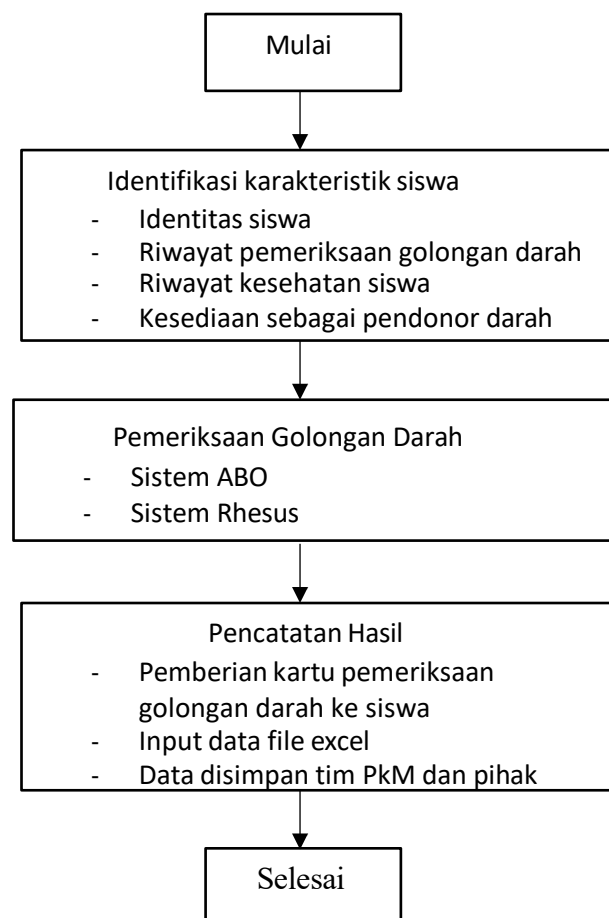 Mulai
Identifikasi karakteristik siswa
- Identitas siswa
- Riwayat pemeriksaan golongan darah
- Riwayat kesehatan siswa
- Kesediaan sebagai pendonor darah
Pemeriksaan Golongan Darah
- Sistem ABO
- Sistem Rhesus
Pencatatan Hasil
- Pemberian kartu pemeriksaan
golongan darah ke siswa
- Input data file excel
- Data disimpan tim PkM dan pihak
Selesai